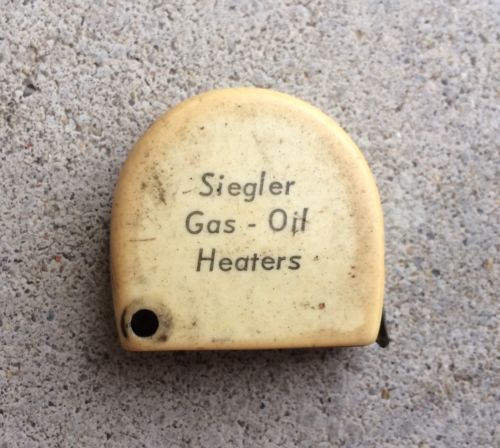 Siegler
Gas - Oil
Heaters